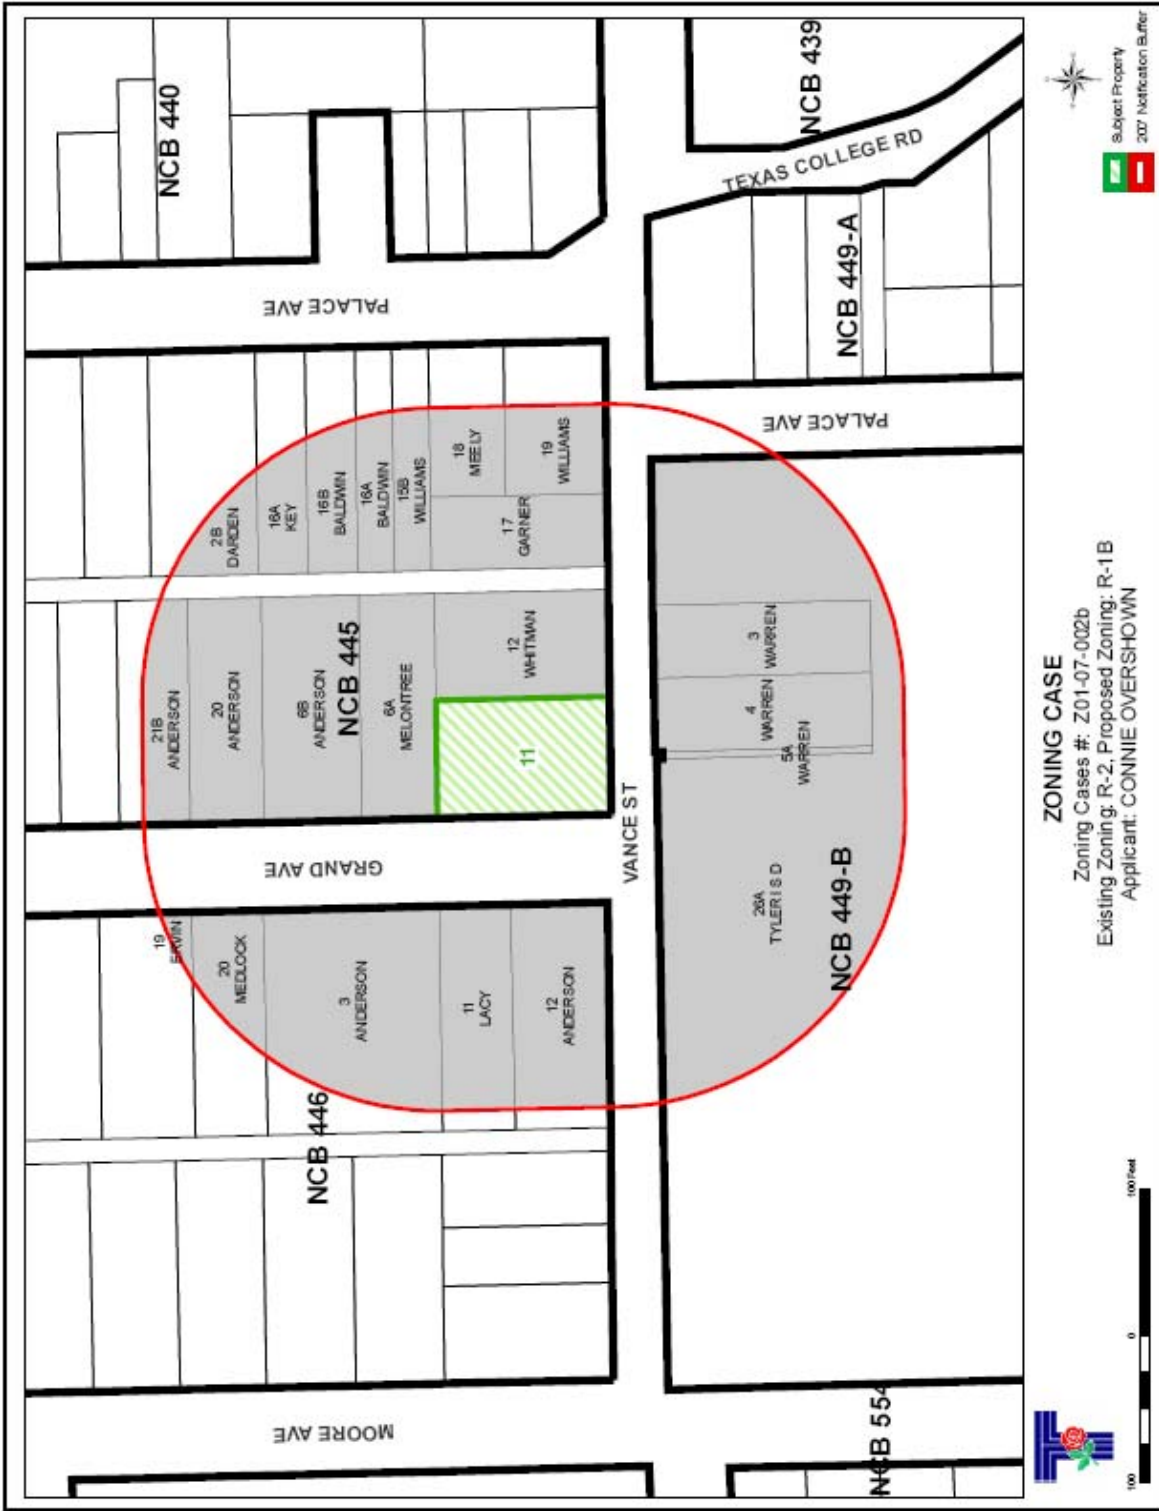 NCB 440
NCB 439
TEXAS COLLEGE RD
NCB 449-A
PALACE AVE
PALACE AVE
2B
DARDEN
16A
KEY
16B
BALDWIN
16A
BALDWIN
15B
WILLIAMS
18
MEELY
19
WILLIAMS
17
GARNER
21B
ANDERSON
20
ANDERSON
6B
ANDERSON
NCB 445
6A
MELONTREE
12
WHITMAN
11
3
WARREN
4
WARREN
5A
WARREN
GRAND AVE
VANCE ST
26A
TYLER I S D
NCB 449-B
19
ERVIN
20
MEDLOCK
3
ANDERSON
11
LACY
12
ANDERSON
NCB 446
MOORE AVE
NCB 554
ZONING CASE
Zoning Cases #: Z01-07-002b
Existing Zoning: R-2, Proposed Zoning: R-1B
Applicant: CONNIE OVERSHOWN
Subject Property
200' Notification Buffer
100
0
100 Feet